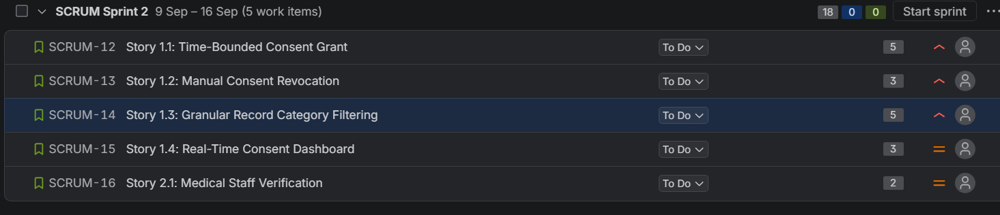 SCRUM Sprint 2 9 Sep – 16 Sep (5 work items) 18 0 0 Start sprint ...
SCRUM-12 Story 1.1: Time-Bounded Consent Grant To Do 5
SCRUM-13 Story 1.2: Manual Consent Revocation To Do 3
SCRUM-14 Story 1.3: Granular Record Category Filtering To Do 5
SCRUM-15 Story 1.4: Real-Time Consent Dashboard To Do 3
SCRUM-16 Story 2.1: Medical Staff Verification To Do 2